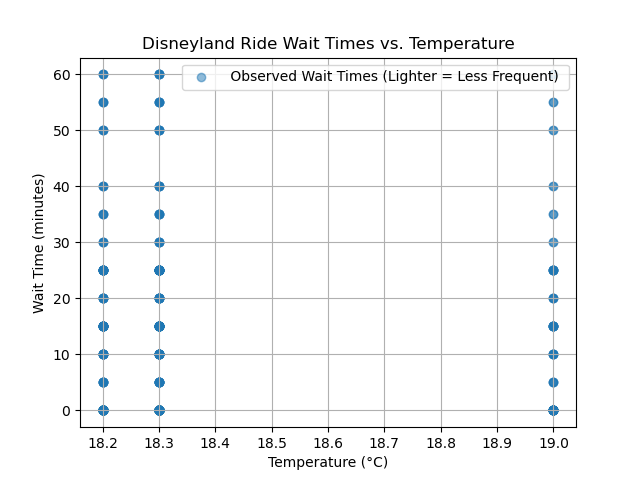 Disneyland Ride Wait Times vs. Temperature
Observed Wait Times (Lighter = Less Frequent)
60
50
40
30
20
10
0
Wait Time (minutes)
18.2 18.3 18.4 18.5 18.6 18.7 18.8 18.9 19.0
Temperature (°C)